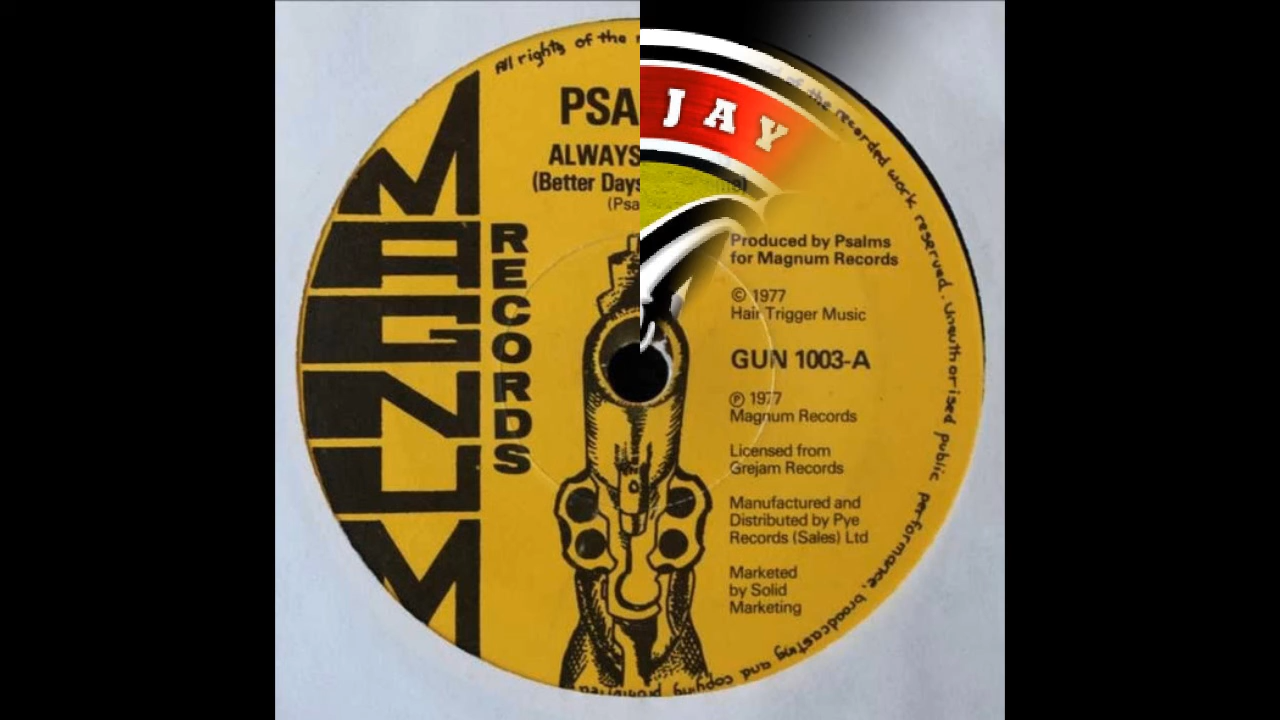 All rights of the
of the recorded work reserved. Unauthorised public performance, broadcasting and copying prohibited
MAGNUM
RECORDS
PSA
ALWAYS
(Better Days
(Psa
JAY
me)
Produced by Psalms
for Magnum Records
© 1977
Hair Trigger Music
GUN 1003-A
℗ 1977
Magnum Records
Licensed from
Grejam Records
Manufactured and
Distributed by Pye
Records (Sales) Ltd
Marketed
by Solid
Marketing